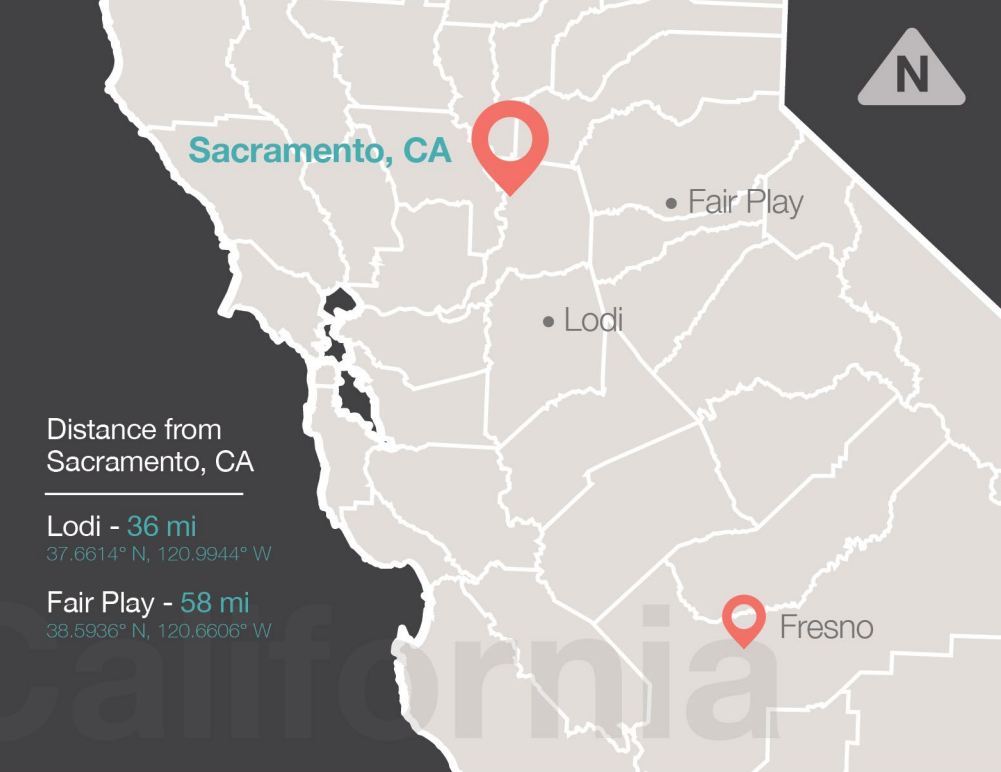 N
Sacramento, CA
Fair Play
Lodi
Distance from
Sacramento, CA
Lodi - 36 mi
37.6614° N, 120.9944° W
Fair Play - 58 mi
38.5936° N, 120.6606° W
Fresno
California